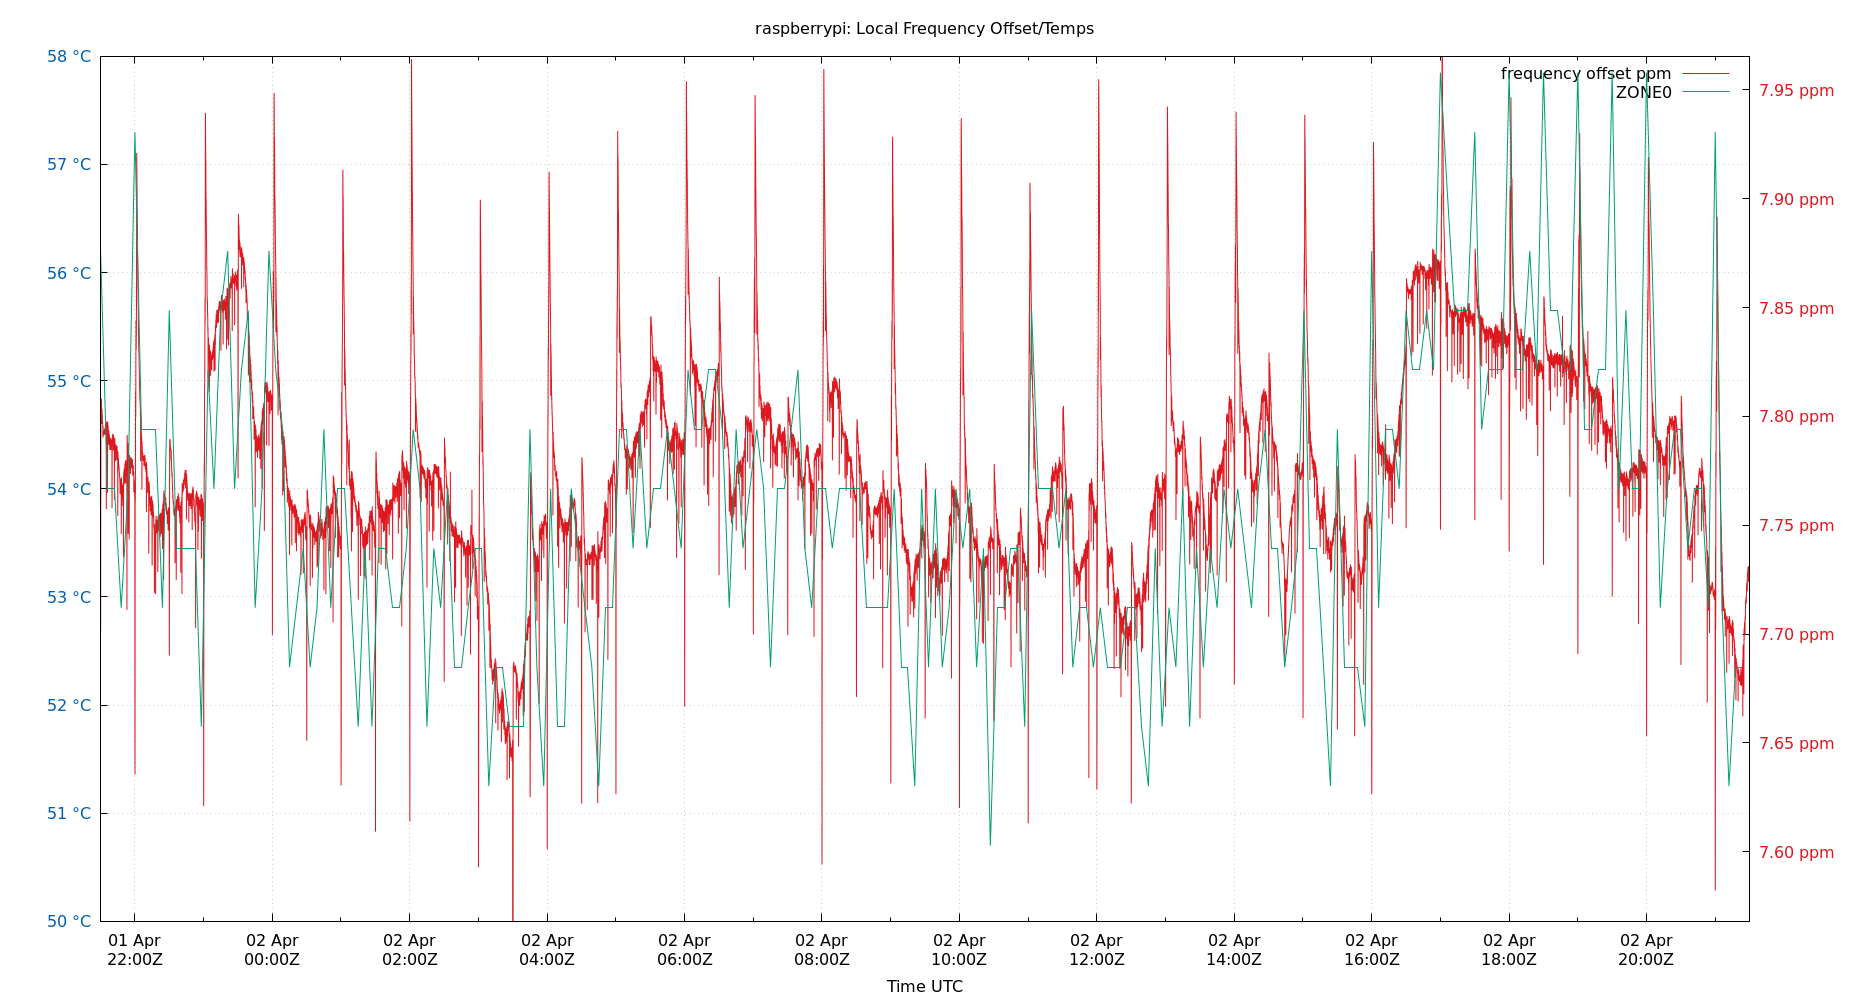 raspberrypi: Local Frequency Offset/Temps
frequency offset ppm
ZONE0
58 °C
57 °C
56 °C
55 °C
54 °C
53 °C
52 °C
51 °C
50 °C
7.95 ppm
7.90 ppm
7.85 ppm
7.80 ppm
7.75 ppm
7.70 ppm
7.65 ppm
7.60 ppm
01 Apr
22:00Z
02 Apr
00:00Z
02 Apr
02:00Z
02 Apr
04:00Z
02 Apr
06:00Z
02 Apr
08:00Z
02 Apr
10:00Z
02 Apr
12:00Z
02 Apr
14:00Z
02 Apr
16:00Z
02 Apr
18:00Z
02 Apr
20:00Z
Time UTC